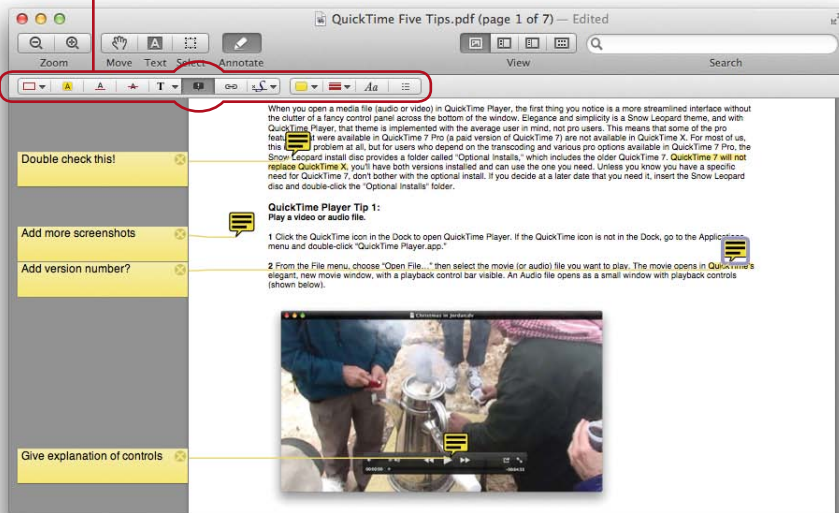 QuickTime Five Tips.pdf (page 1 of 7) — Edited
Zoom Move Text Select Annotate View Search
A A A T Aa
When you open a media file (audio or video) in QuickTime Player, the first thing you notice is a more streamlined interface without
the clutter of a fancy control panel across the bottom of the window. Elegance and simplicity is a Snow Leopard theme, and with
QuickTime Player, that theme is implemented with the average user in mind, not pro users. This means that some of the pro
were available in QuickTime 7 Pro (a paid version of QuickTime 7) are not available in QuickTime X. For most of us,
this problem at all, but for users who depend on the transcoding and various pro options available in QuickTime 7 Pro, the
Snow Leopard install disc provides a folder called "Optional Installs," which includes the older QuickTime 7. QuickTime 7 will not
replace QuickTime X, you'll have both versions installed and can use the one you need. Unless you know you have a specific
need for QuickTime 7, don't bother with the optional install. If you decide at a later date that you need it, insert the Snow Leopard
disc and double-click the "Optional Installs" folder.
Double check this!
QuickTime Player Tip 1:
Play a video or audio file.
Add more screenshots
1 Click the QuickTime icon in the Dock to open QuickTime Player. If the QuickTime icon is not in the Dock, go to the Applications
menu and double-click "QuickTime Player.app."
Add version number?
2 From the File menu, choose "Open File…" then select the movie (or audio) file you want to play. The movie opens in QuickTime's
elegant, new movie window, with a playback control bar visible. An Audio file opens as a small window with playback controls
(shown below).
Christmas in Jordan.dv
Give explanation of controls